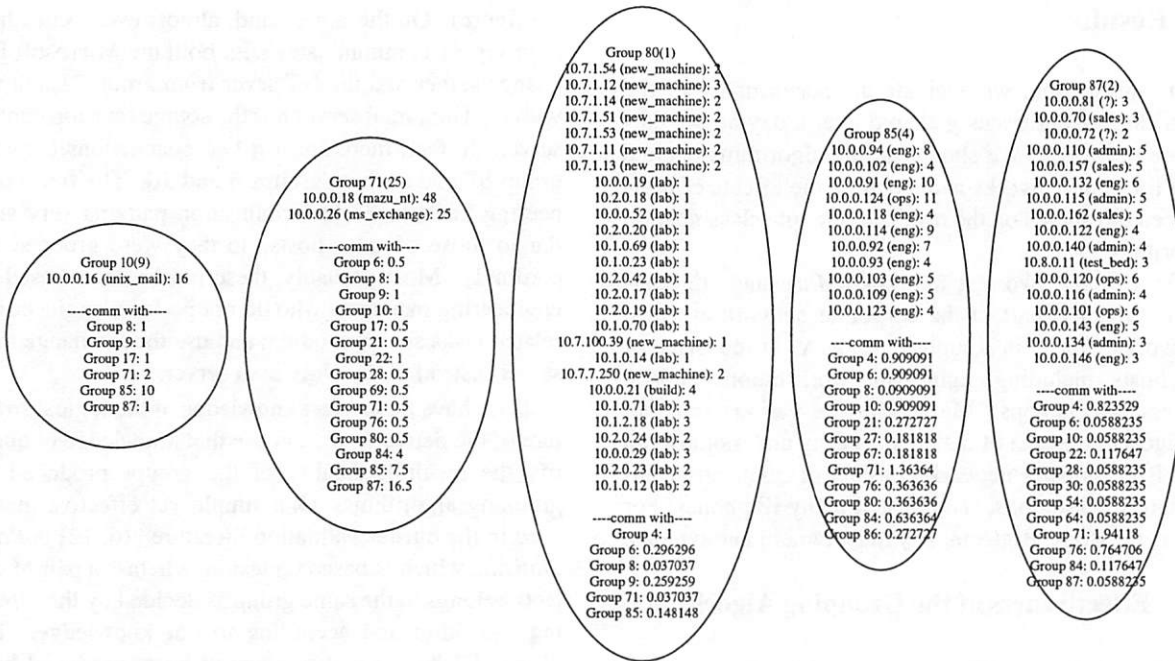 Group 10(9)
10.0.0.16 (unix_mail): 16
----comm with----
Group 8: 1
Group 9: 1
Group 17: 1
Group 71: 2
Group 85: 10
Group 87: 1
Group 71(25)
10.0.0.18 (mazu_nt): 48
10.0.0.26 (ms_exchange): 25
----comm with----
Group 6: 0.5
Group 8: 1
Group 9: 1
Group 10: 1
Group 17: 0.5
Group 21: 0.5
Group 22: 1
Group 28: 0.5
Group 69: 0.5
Group 71: 0.5
Group 76: 0.5
Group 80: 0.5
Group 84: 4
Group 85: 7.5
Group 87: 16.5
Group 80(1)
10.7.1.54 (new_machine): 2
10.7.1.12 (new_machine): 2
10.7.1.14 (new_machine): 2
10.7.1.51 (new_machine): 2
10.7.1.53 (new_machine): 2
10.7.1.11 (new_machine): 2
10.7.1.13 (new_machine): 2
10.0.0.19 (lab): 1
10.2.0.18 (lab): 1
10.0.0.52 (lab): 1
10.2.0.20 (lab): 1
10.1.0.69 (lab): 1
10.1.0.23 (lab): 1
10.2.0.42 (lab): 1
10.2.0.17 (lab): 1
10.2.0.19 (lab): 1
10.1.0.70 (lab): 1
10.7.100.39 (new_machine): 1
10.1.0.14 (lab): 1
10.7.7.250 (new_machine): 2
10.0.0.21 (build): 4
10.1.0.71 (lab): 3
10.1.2.18 (lab): 3
10.2.0.24 (lab): 2
10.0.0.29 (lab): 3
10.2.0.23 (lab): 2
10.1.0.12 (lab): 2
----comm with----
Group 4: 1
Group 6: 0.296296
Group 8: 0.037037
Group 9: 0.259259
Group 71: 0.037037
Group 85: 0.148148
Group 85(4)
10.0.0.94 (eng): 8
10.0.0.102 (eng): 4
10.0.0.91 (eng): 10
10.0.0.124 (ops): 11
10.0.0.118 (eng): 4
10.0.0.114 (eng): 9
10.0.0.92 (eng): 7
10.0.0.93 (eng): 4
10.0.0.103 (eng): 5
10.0.0.109 (eng): 5
10.0.0.123 (eng): 4
----comm with----
Group 4: 0.909091
Group 6: 0.909091
Group 8: 0.0909091
Group 10: 0.909091
Group 21: 0.272727
Group 27: 0.181818
Group 67: 0.181818
Group 71: 1.36364
Group 76: 0.363636
Group 80: 0.363636
Group 84: 0.636364
Group 86: 0.272727
Group 87(2)
10.0.0.81 (?): 3
10.0.0.70 (sales): 3
10.0.0.72 (?): 2
10.0.0.110 (admin): 5
10.0.0.157 (sales): 5
10.0.0.132 (eng): 6
10.0.0.115 (admin): 5
10.0.0.162 (sales): 5
10.0.0.122 (eng): 4
10.0.0.140 (admin): 4
10.8.0.11 (test_bed): 3
10.0.0.120 (ops): 6
10.0.0.116 (admin): 4
10.0.0.101 (ops): 6
10.0.0.143 (eng): 5
10.0.0.134 (admin): 3
10.0.0.146 (eng): 3
----comm with----
Group 4: 0.823529
Group 6: 0.0588235
Group 10: 0.0588235
Group 22: 0.117647
Group 28: 0.0588235
Group 30: 0.0588235
Group 54: 0.0588235
Group 64: 0.0588235
Group 71: 1.94118
Group 76: 0.764706
Group 84: 0.117647
Group 87: 0.0588235